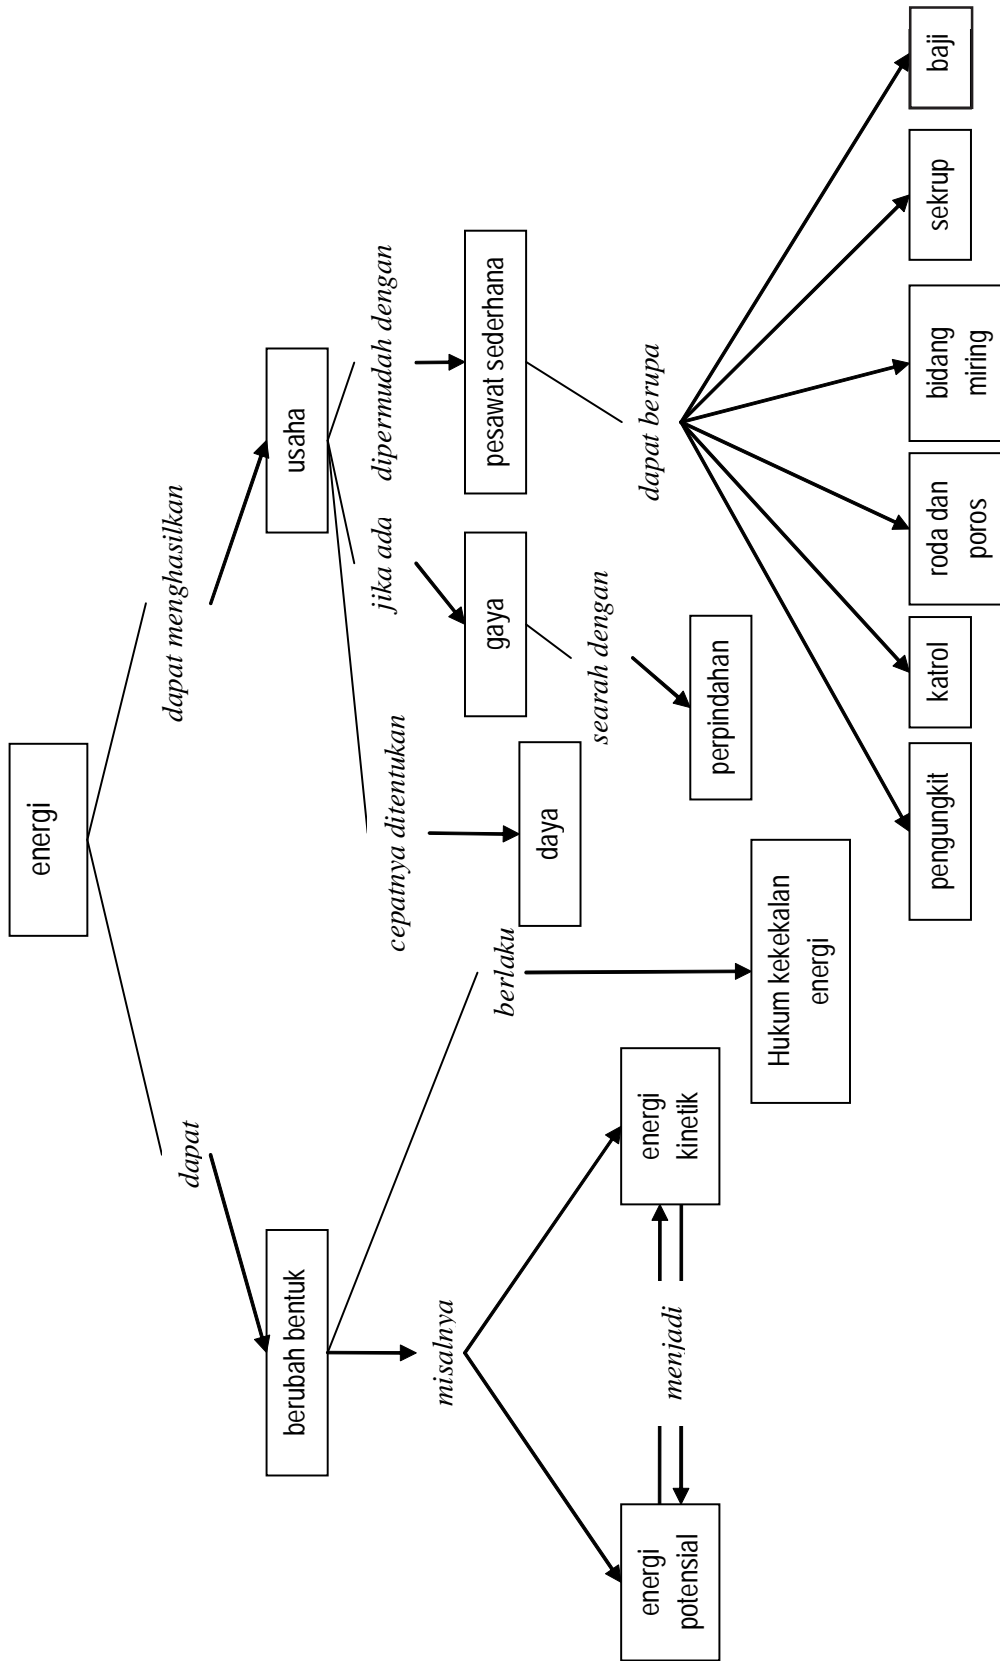 energi
dapat
dapat menghasilkan
berubah bentuk
usaha
misalnya
berlaku
cepatnya ditentukan
jika ada
dipermudah dengan
daya
gaya
pesawat sederhana
searah dengan
dapat berupa
energi
potensial
menjadi
energi
kinetik
Hukum kekekalan
energi
perpindahan
pengungkit
katrol
roda dan
poros
bidang
miring
sekrup
baji